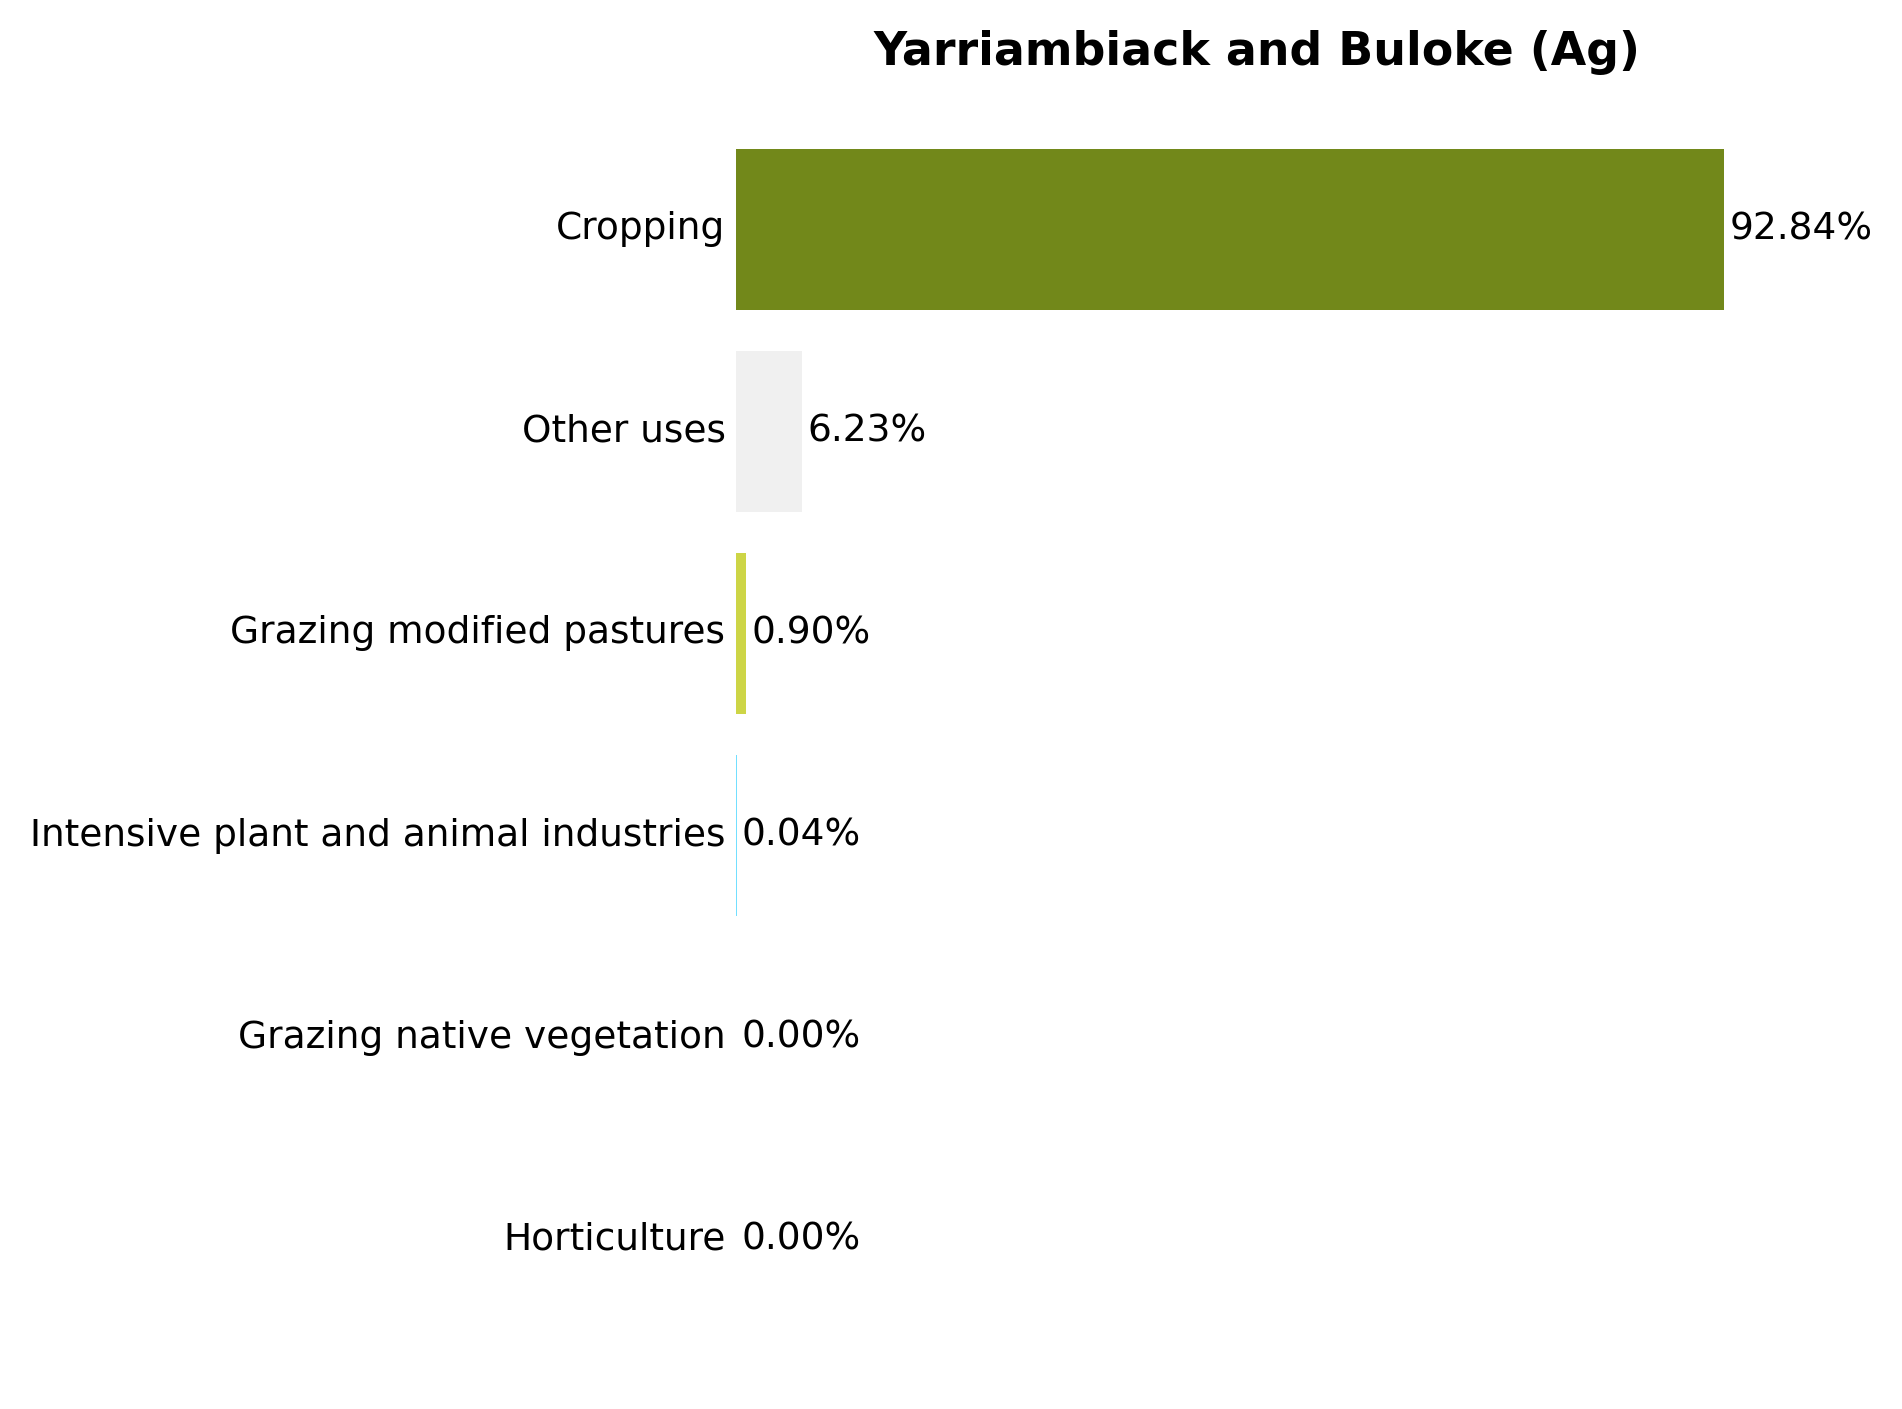 Yarriambiack and Buloke (Ag)
Cropping 92.84%
Other uses 6.23%
Grazing modified pastures 0.90%
Intensive plant and animal industries 0.04%
Grazing native vegetation 0.00%
Horticulture 0.00%